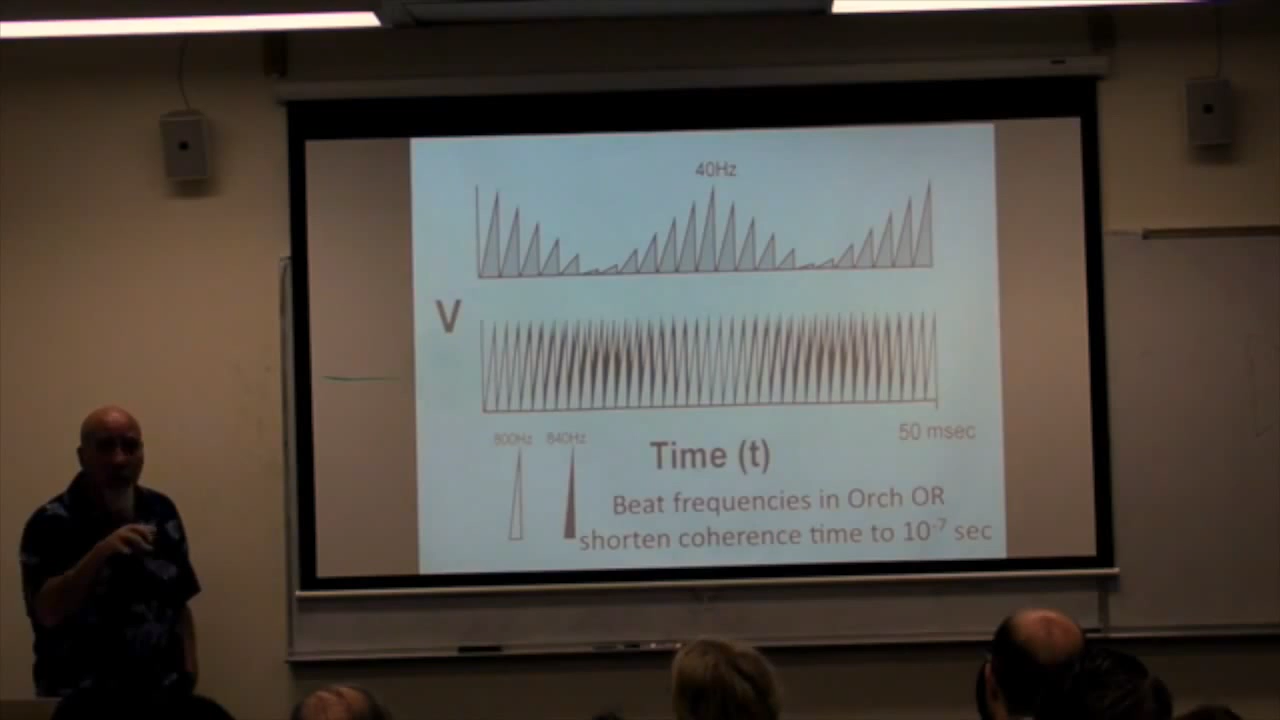 40Hz
V
800Hz 840Hz
50 msec
Time (t)
Beat frequencies in Orch OR
shorten coherence time to 10⁻⁷ sec